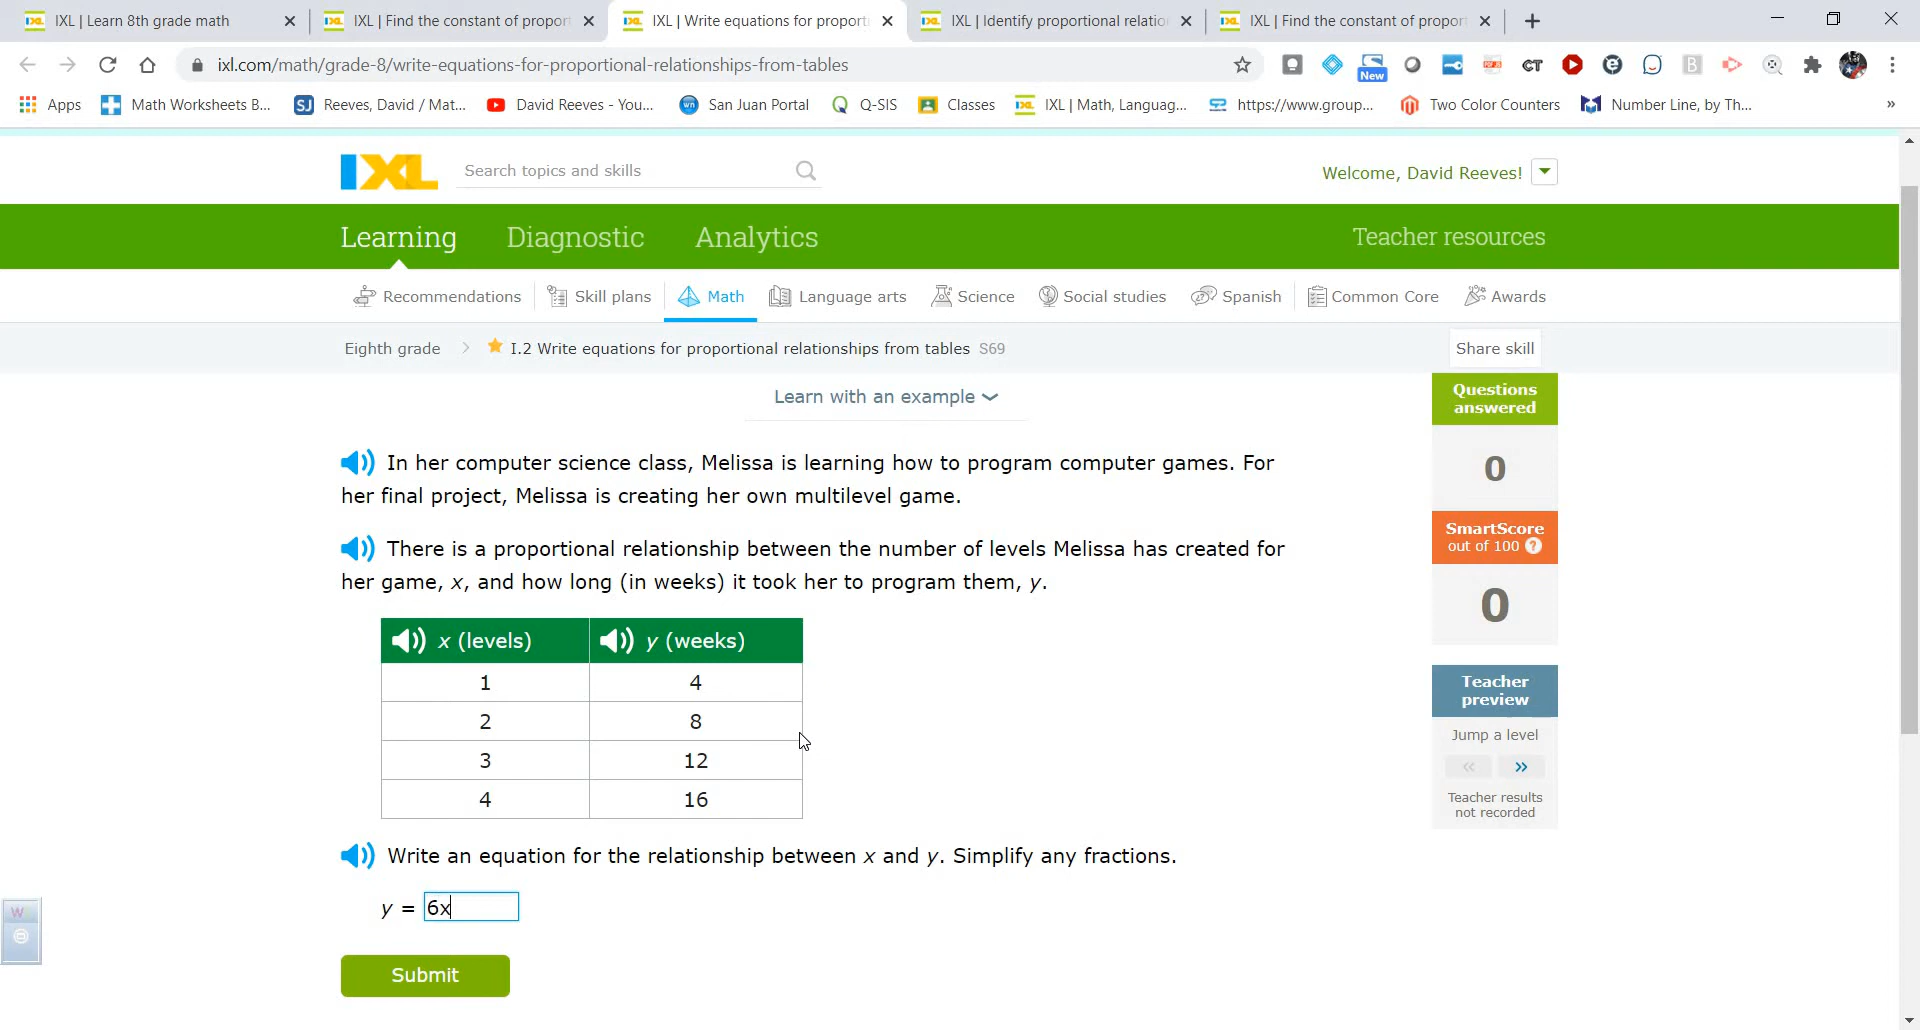 IXL | Learn 8th grade math
IXL | Find the constant of propor
IXL | Write equations for proport
IXL | Identify proportional relatio
IXL | Find the constant of propor
ixl.com/math/grade-8/write-equations-for-proportional-relationships-from-tables
New
CT
Apps
Math Worksheets B...
SJ
Reeves, David / Mat...
David Reeves - You...
wn
San Juan Portal
Q-SIS
Classes
IXL | Math, Languag...
https://www.group...
Two Color Counters
Number Line, by Th...
»
IXL
Search topics and skills
Welcome, David Reeves!
Learning
Diagnostic
Analytics
Teacher resources
Recommendations
Skill plans
Math
Language arts
Science
Social studies
Spanish
Common Core
Awards
Eighth grade > I.2 Write equations for proportional relationships from tables S69
Share skill
Learn with an example
Questions
answered
0
SmartScore
out of 100 ?
0
Teacher
preview
Jump a level
« »
Teacher results
not recorded
In her computer science class, Melissa is learning how to program computer games. For
her final project, Melissa is creating her own multilevel game.
There is a proportional relationship between the number of levels Melissa has created for
her game, x, and how long (in weeks) it took her to program them, y.
x (levels) y (weeks)
1 4
2 8
3 12
4 16
Write an equation for the relationship between x and y. Simplify any fractions.
y = 6x
Submit
W